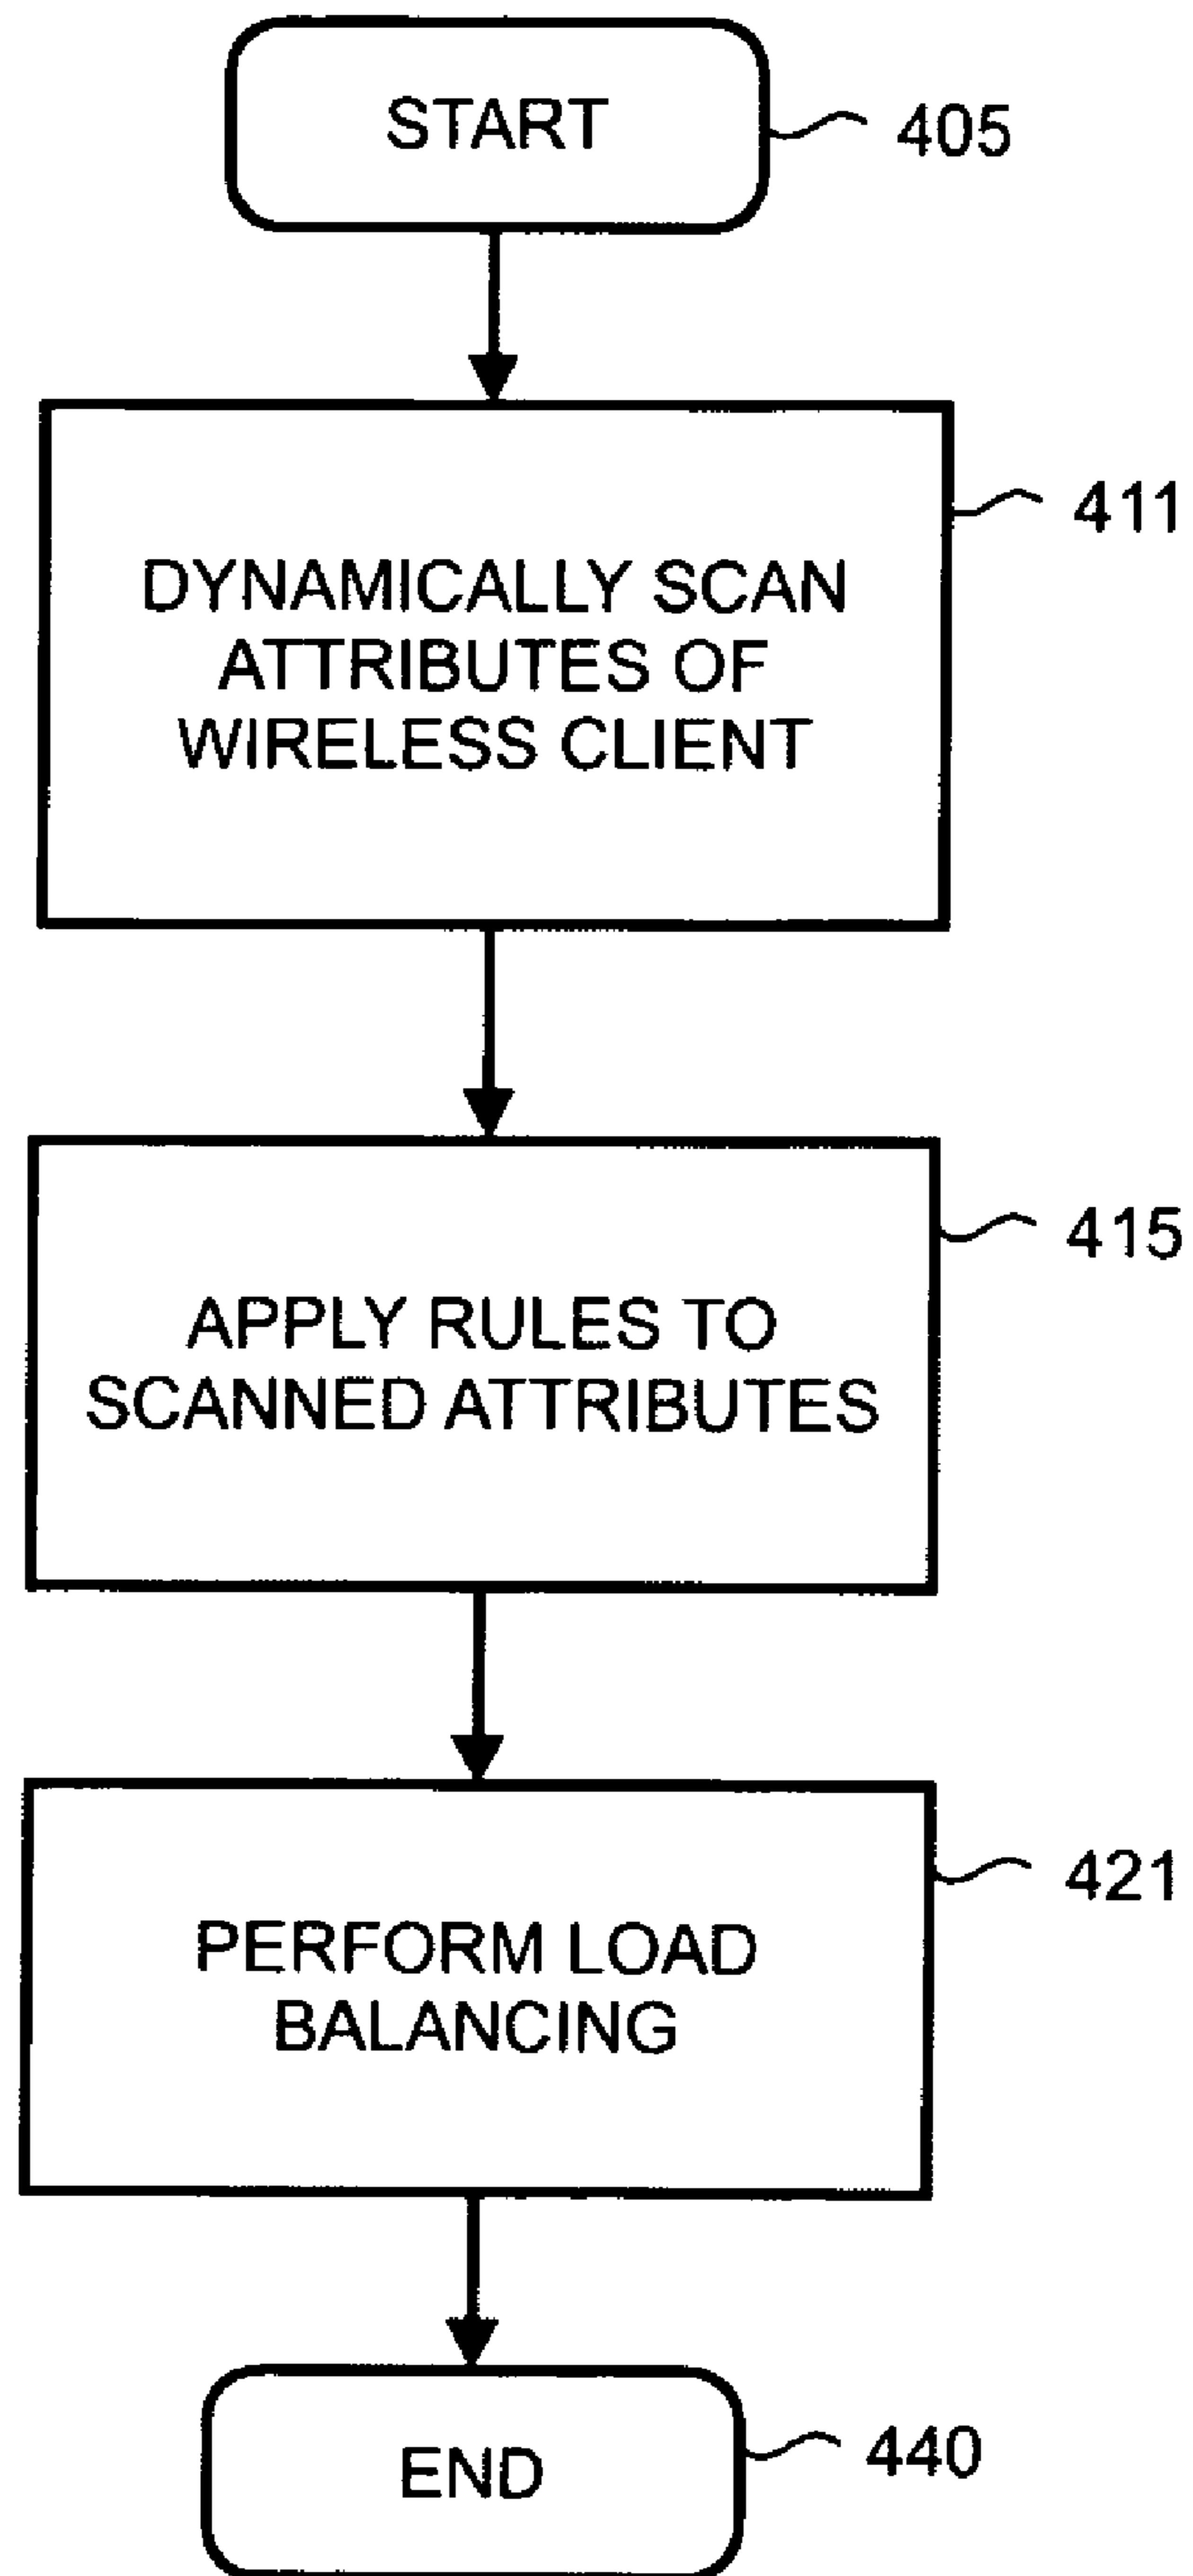 START
405
411
DYNAMICALLY SCAN
ATTRIBUTES OF
WIRELESS CLIENT
415
APPLY RULES TO
SCANNED ATTRIBUTES
421
PERFORM LOAD
BALANCING
END
440